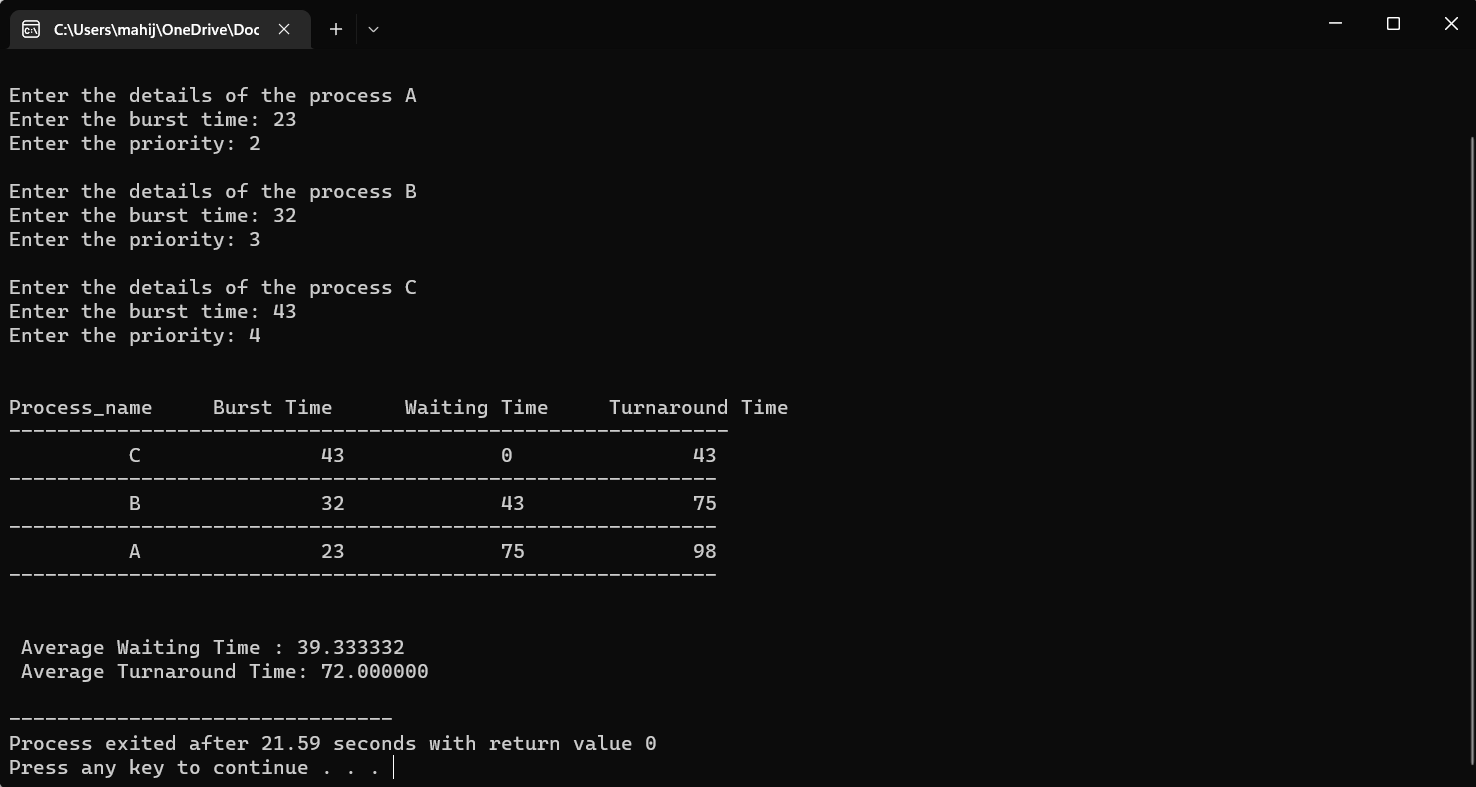 C:\Users\mahij\OneDrive\Doc
Enter the details of the process A
Enter the burst time: 23
Enter the priority: 2
Enter the details of the process B
Enter the burst time: 32
Enter the priority: 3
Enter the details of the process C
Enter the burst time: 43
Enter the priority: 4
Process_name Burst Time Waiting Time Turnaround Time
------------------------------------------------------------
C 43 0 43
-----------------------------------------------------------
B 32 43 75
-----------------------------------------------------------
A 23 75 98
-----------------------------------------------------------
Average Waiting Time : 39.333332
Average Turnaround Time: 72.000000
--------------------------------
Process exited after 21.59 seconds with return value 0
Press any key to continue . . .